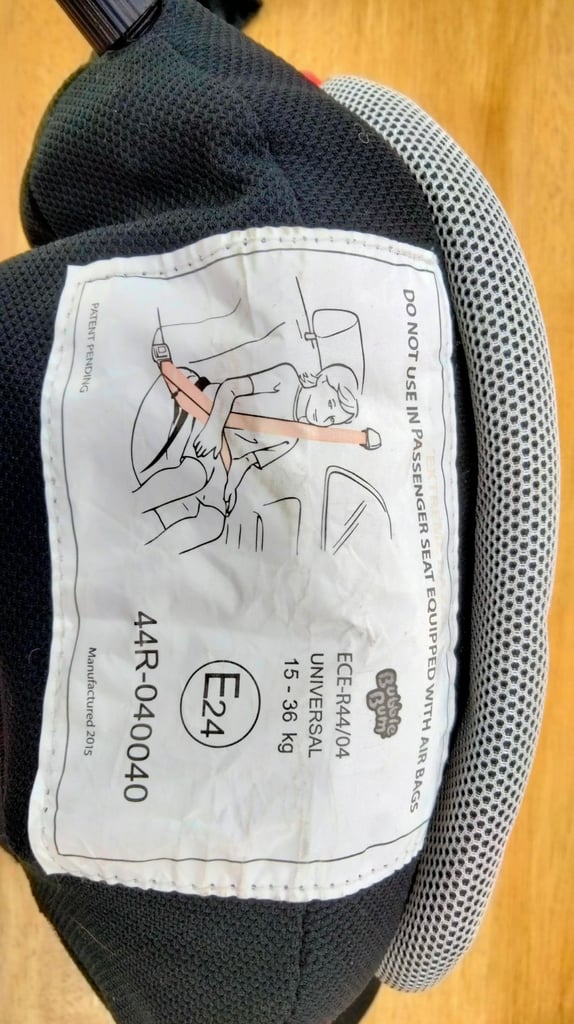 DO NOT USE IN PASSENGER SEAT EQUIPPED WITH AIR BAGS
Bubble
Bum
ECE-R44/04
UNIVERSAL
15 - 36 kg
E24
44R-040040
PATENT PENDING
Manufactured 2015